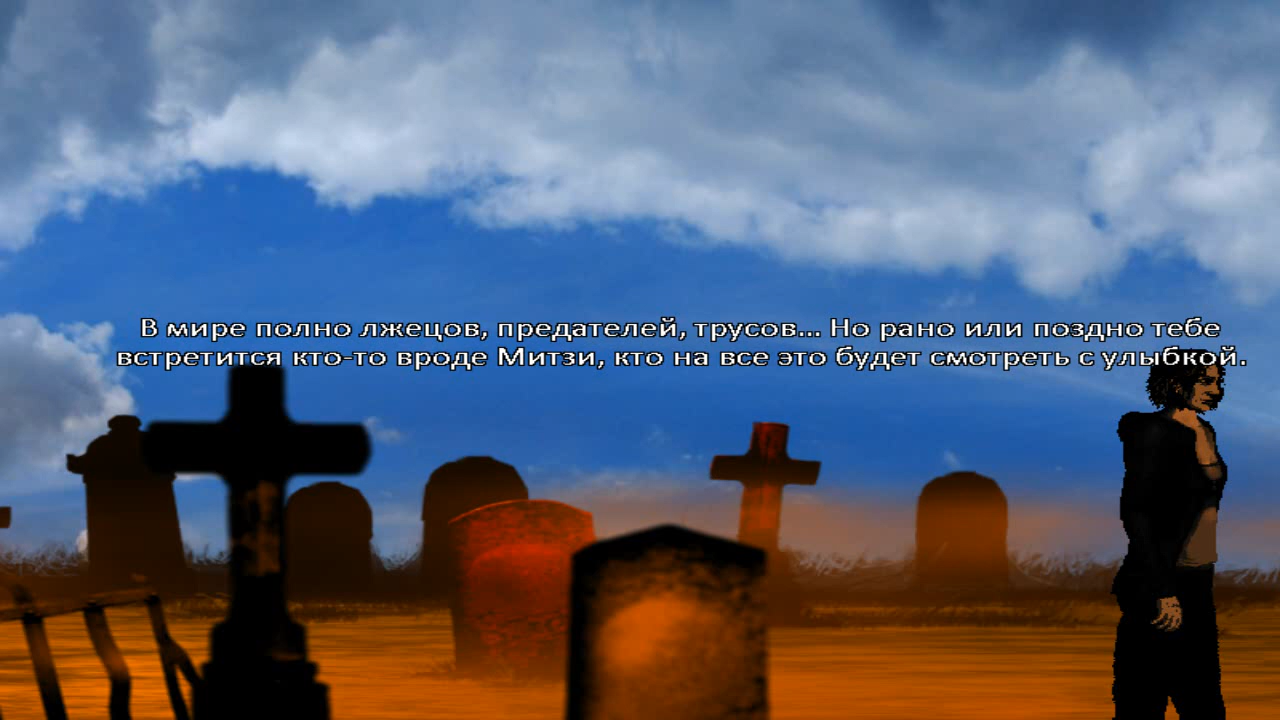 В мире полно лжецов, предателей, трусов... Но рано или поздно тебе
встретится кто-то вроде Митзи, кто на все это будет смотреть с улыбкой.